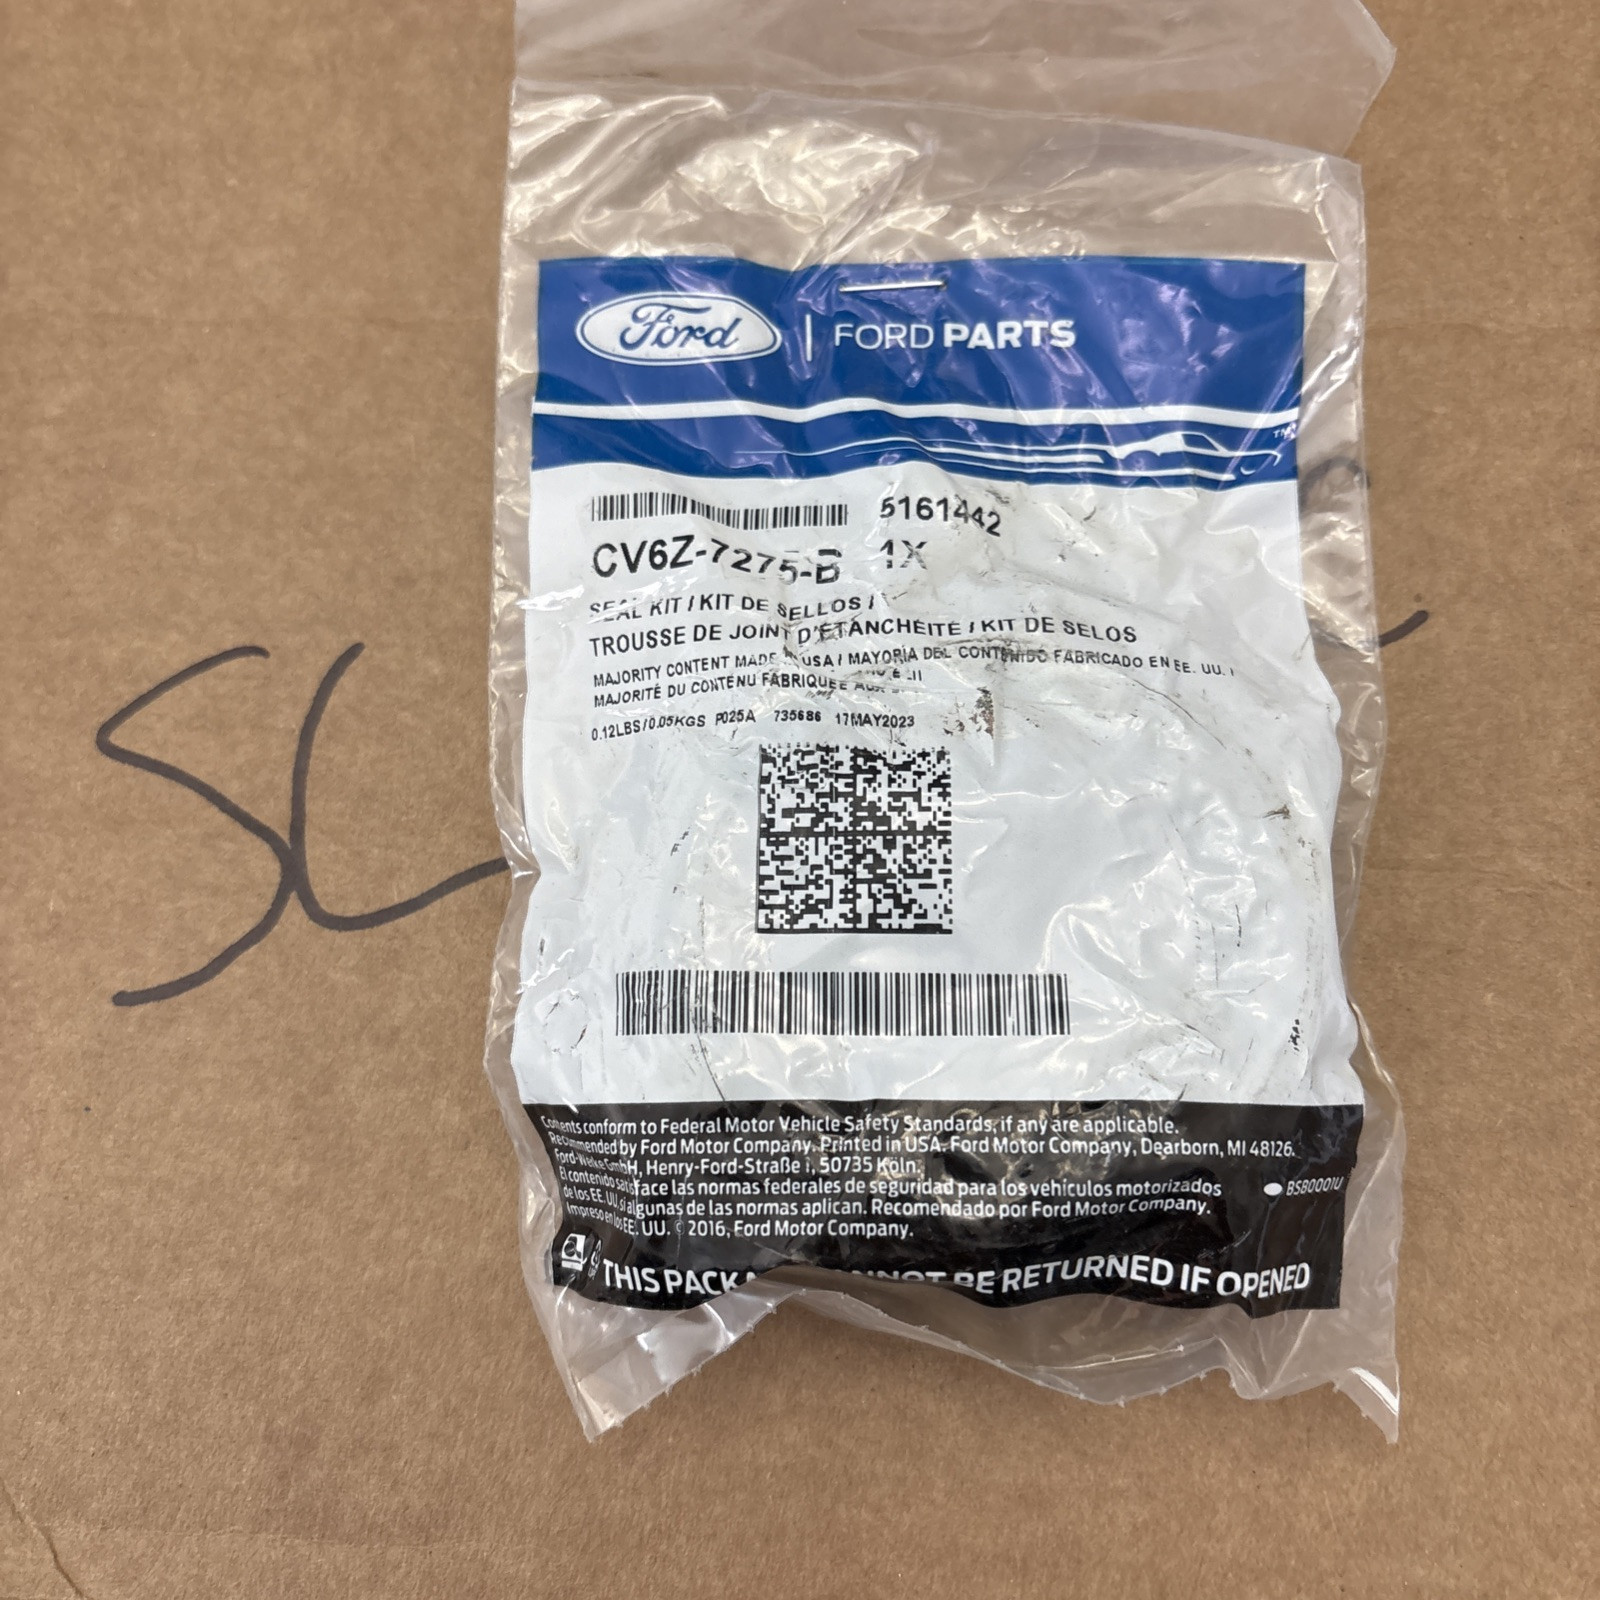 Ford | FORD PARTS
TM
5161442
CV6Z-7275-B 1X
SEAL KIT / KIT DE SELLOS /
TROUSSE DE JOINT D'ÉTANCHÉITÉ / KIT DE SELOS
MAJORITY CONTENT MADE USA / MAYORÍA DEL CONTENIDO FABRICADO EN EE. UU. /
MAJORITÉ DU CONTENU FABRIQUÉE AUX
0.12LBS/0.05KGS P025A 735686 17MAY2023
SL
Contents conform to Federal Motor Vehicle Safety Standards, if any are applicable.
Recommended by Ford Motor Company. Printed in USA. Ford Motor Company, Dearborn, MI 48126.
Ford-Werke GmbH, Henry-Ford-Straße 1, 50735 Köln.
El contenido satisface las normas federales de seguridad para los vehículos motorizados
de los EE. UU. si algunas de las normas aplican. Recomendado por Ford Motor Company.
Impreso en los EE. UU. © 2016, Ford Motor Company.
BSB0001U
THIS PACKAGE CANNOT BE RETURNED IF OPENED